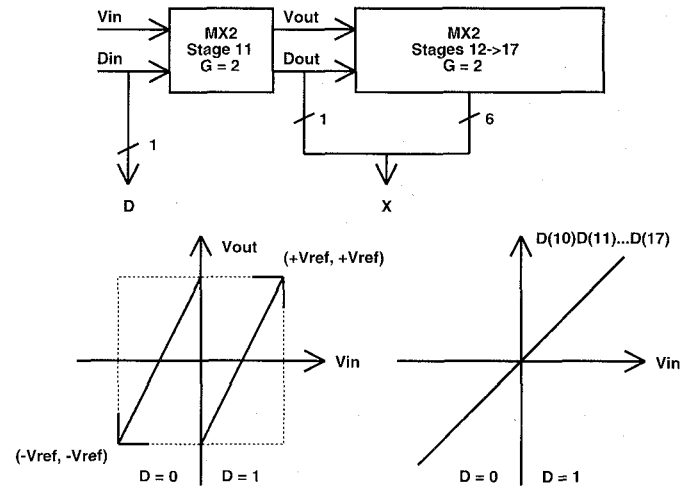 Vin
Vout
MX2
Stage 11
G = 2
MX2
Stages 12->17
G = 2
Din
Dout
1
1
6
D
X
Vout
(+Vref, +Vref)
D(10)D(11)...D(17)
Vin
Vin
(-Vref, -Vref)
D = 0
D = 1
D = 0
D = 1